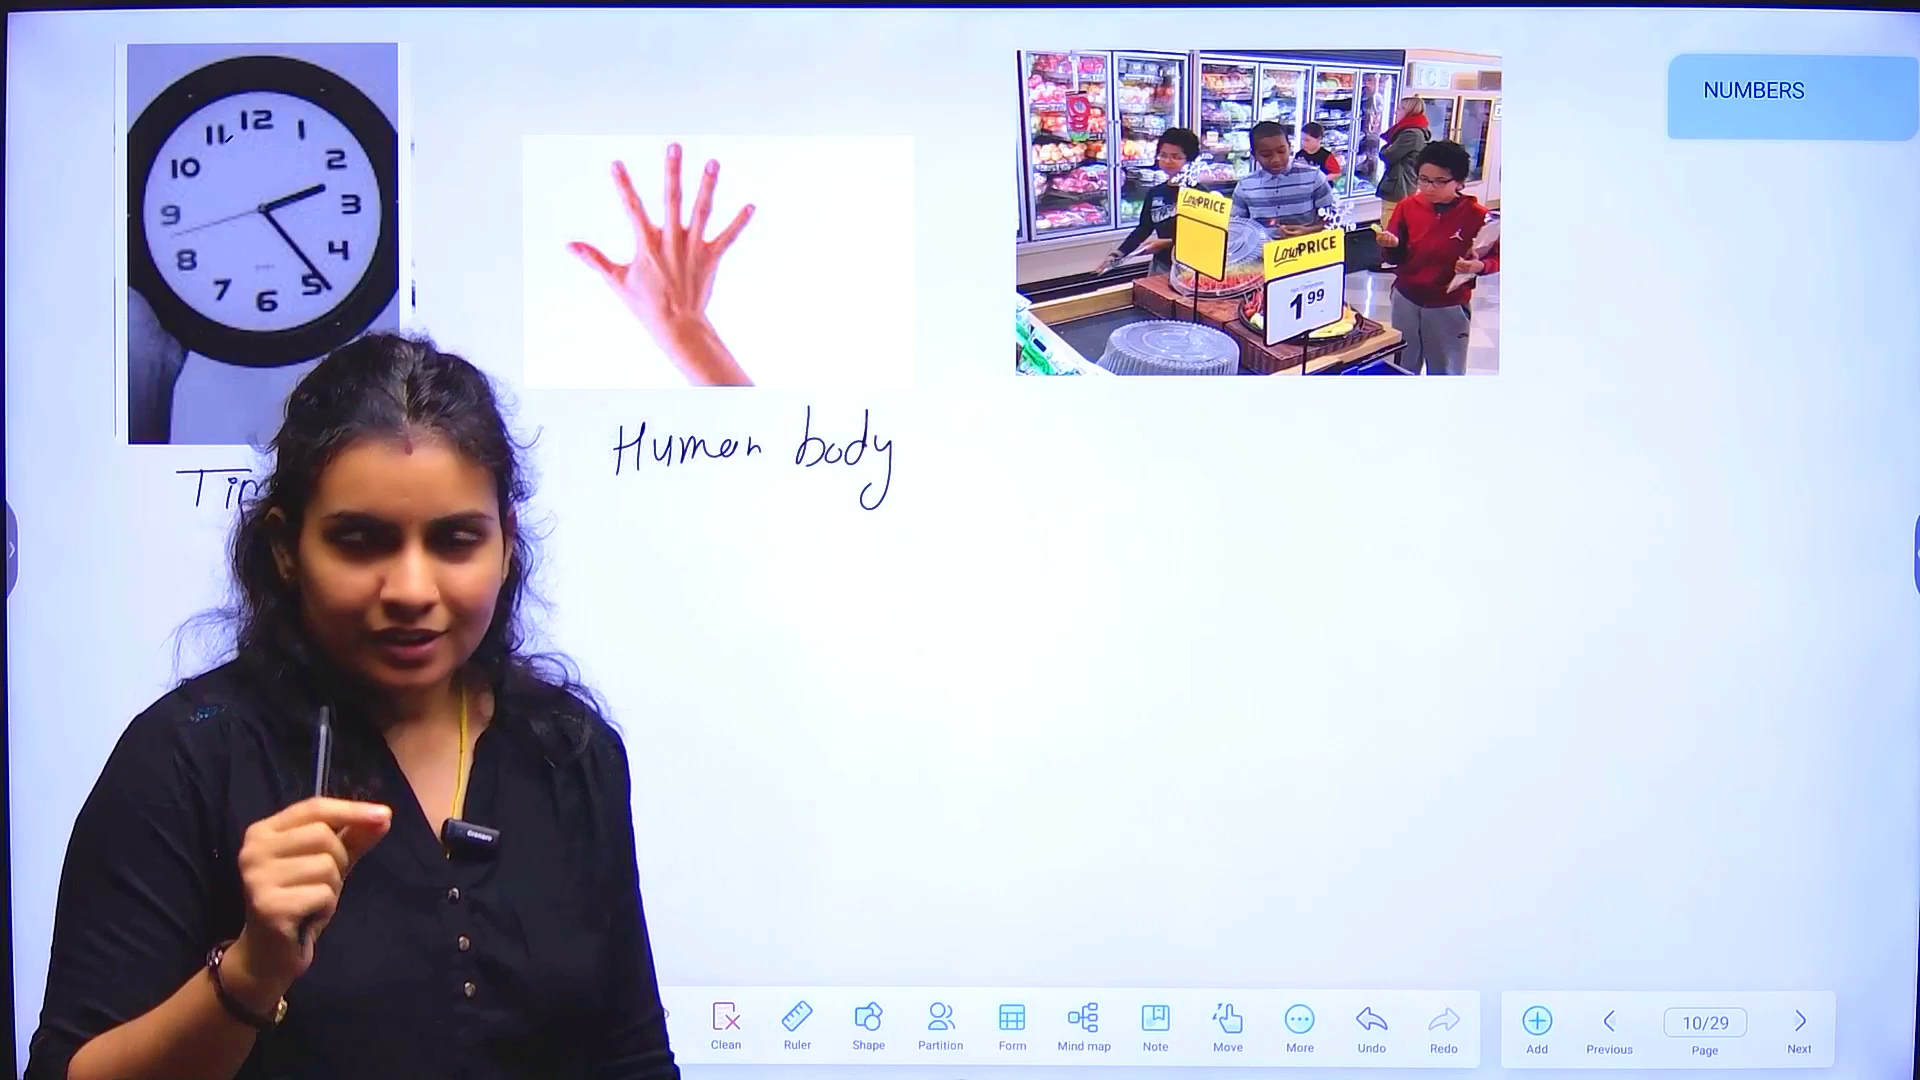 NUMBERS
12
11
1
10
2
9
3
8
4
7
5
6
ICE
Low PRICE
Low PRICE
1 99
Human body
Clean
Ruler
Shape
Partition
Form
Mind map
Note
Move
More
Undo
Redo
Add
Previous
10/29
Page
Next